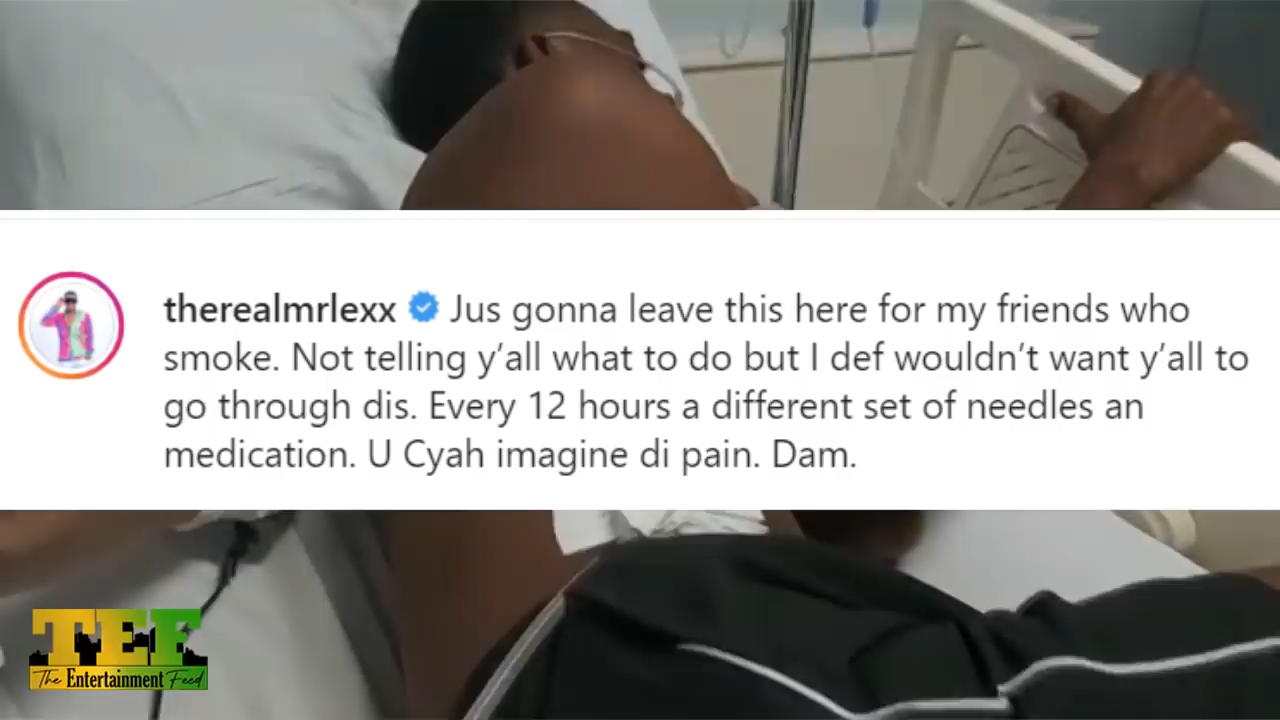 therealmrlexx Jus gonna leave this here for my friends who
smoke. Not telling y’all what to do but I def wouldn’t want y’all to
go through dis. Every 12 hours a different set of needles an
medication. U Cyah imagine di pain. Dam.
TEF
The Entertainment Feed